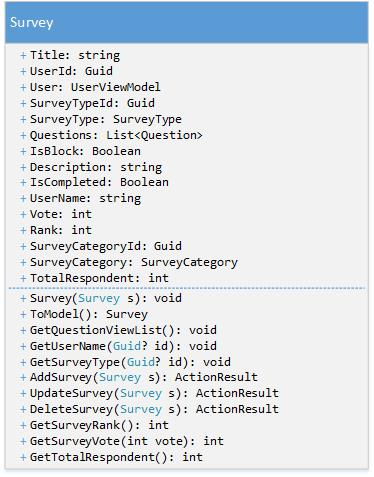 Survey
+ Title: string
+ UserId: Guid
+ User: UserViewModel
+ SurveyTypeId: Guid
+ SurveyType: SurveyType
+ Questions: List<Question>
+ IsBlock: Boolean
+ Description: string
+ IsCompleted: Boolean
+ UserName: string
+ Vote: int
+ Rank: int
+ SurveyCategoryId: Guid
+ SurveyCategory: SurveyCategory
+ TotalRespondent: int
+ Survey(Survey s): void
+ ToModel(): Survey
+ GetQuestionViewList(): void
+ GetUserName(Guid? id): void
+ GetSurveyType(Guid? id): void
+ AddSurvey(Survey s): ActionResult
+ UpdateSurvey(Survey s): ActionResult
+ DeleteSurvey(Survey s): ActionResult
+ GetSurveyRank(): int
+ GetSurveyVote(int vote): int
+ GetTotalRespondent(): int